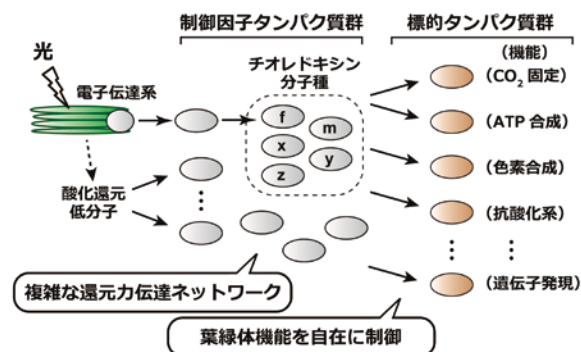 制御因子タンパク質群
標的タンパク質群
光
電子伝達系
チオレドキシン
分子種
(機能)
(CO2 固定)
f
m
x
y
z
(ATP 合成)
(色素合成)
酸化還元
低分子
(抗酸化系)
(遺伝子発現)
複雑な還元力伝達ネットワーク
葉緑体機能を自在に制御